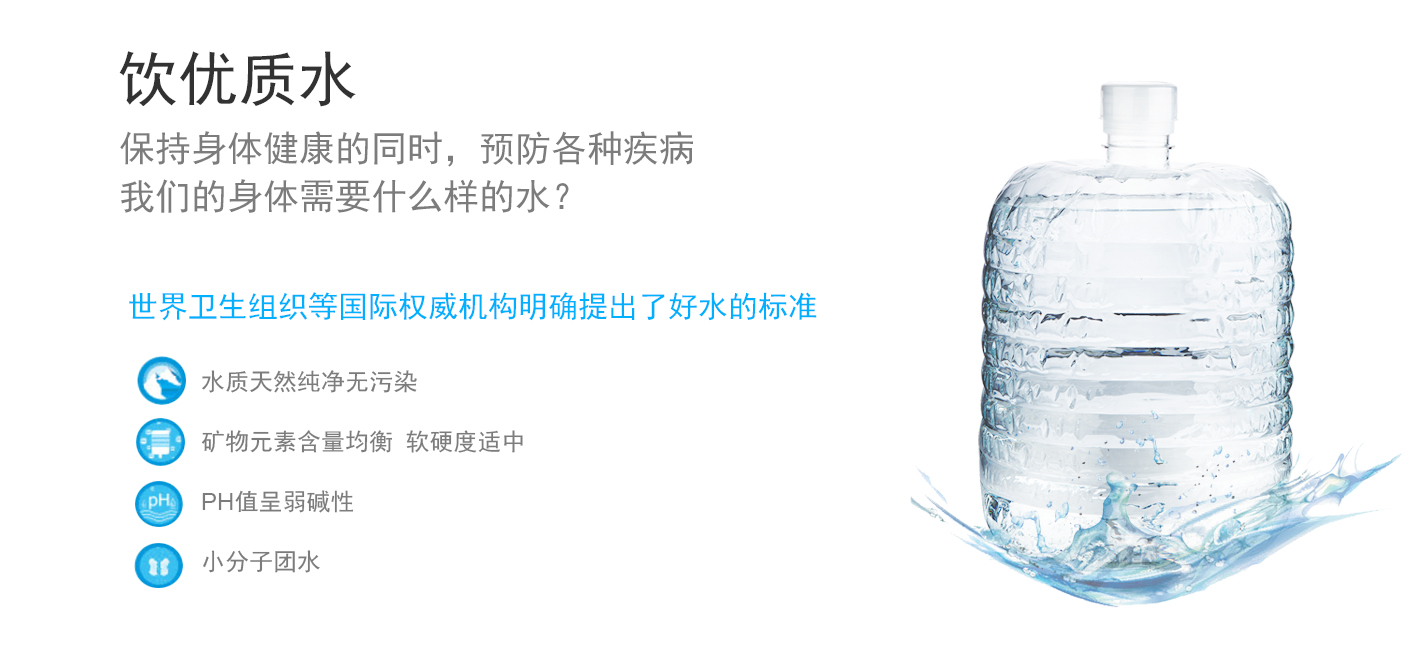 饮优质水
保持身体健康的同时，预防各种疾病
我们的身体需要什么样的水？
世界卫生组织等国际权威机构明确提出了好水的标准
水质天然纯净无污染
矿物元素含量均衡 软硬度适中
pH
PH值呈弱碱性
小分子团水